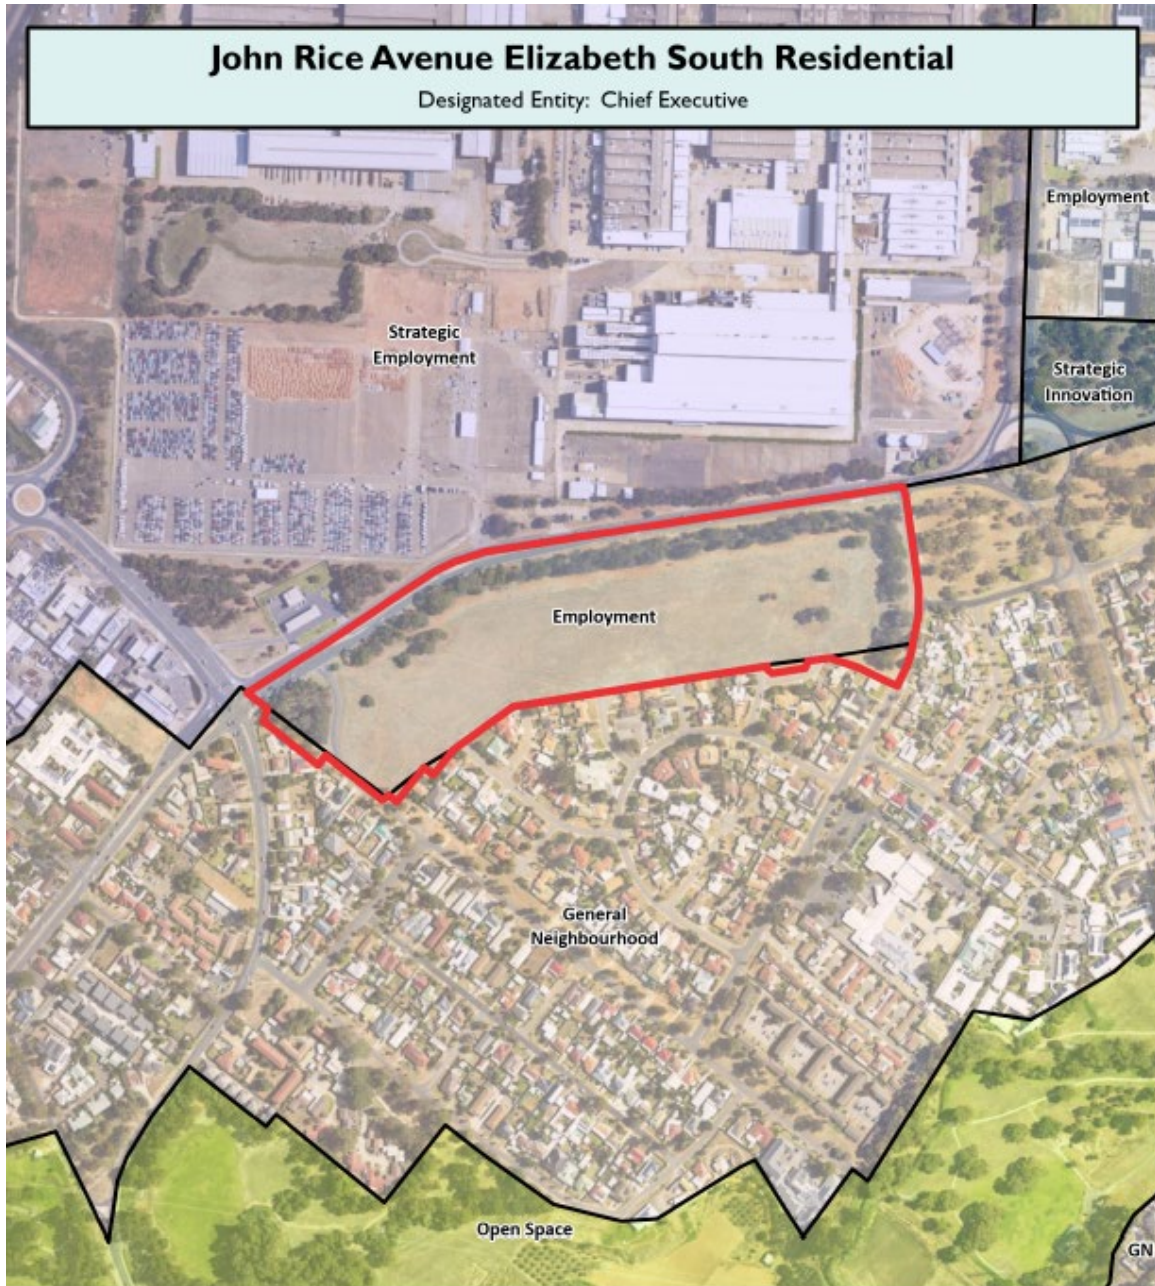 John Rice Avenue Elizabeth South Residential
Designated Entity: Chief Executive
Employment
Strategic
Employment
Strategic
Innovation
Employment
General
Neighbourhood
Open Space
GN